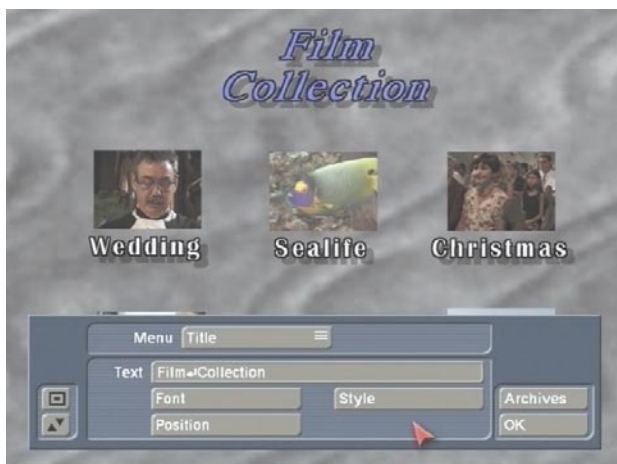 Film
Collection
Wedding Sealife Christmas
Menu Title
Text Film↵Collection
Font Style Archives
Position OK